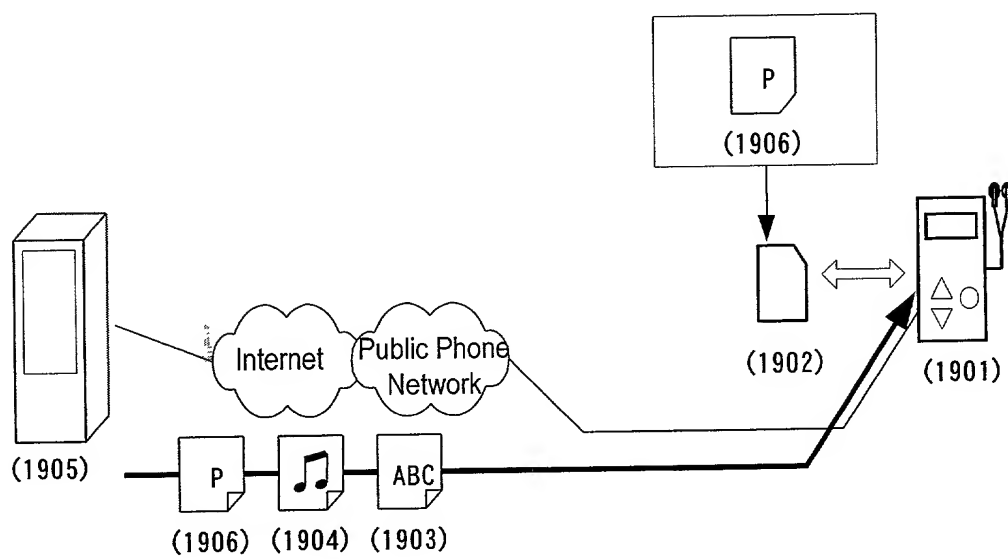 P
(1906)
Internet
Public Phone
Network
(1902)
(1901)
(1905)
P
ABC
(1906)
(1904)
(1903)